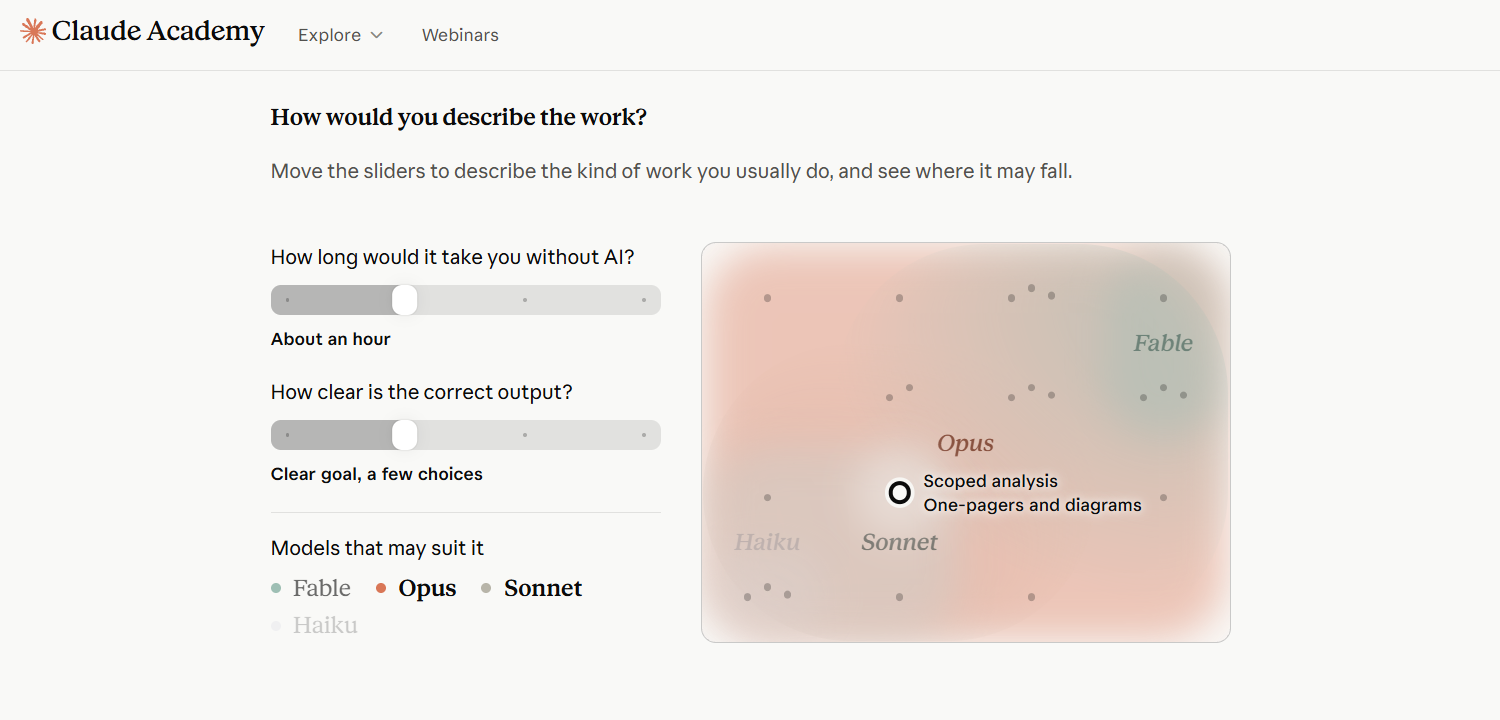 Claude Academy
Explore
Webinars
How would you describe the work?
Move the sliders to describe the kind of work you usually do, and see where it may fall.
How long would it take you without AI?
About an hour
How clear is the correct output?
Clear goal, a few choices
Models that may suit it
Fable
Opus
Sonnet
Haiku
Fable
Opus
Scoped analysis
One-pagers and diagrams
Haiku
Sonnet